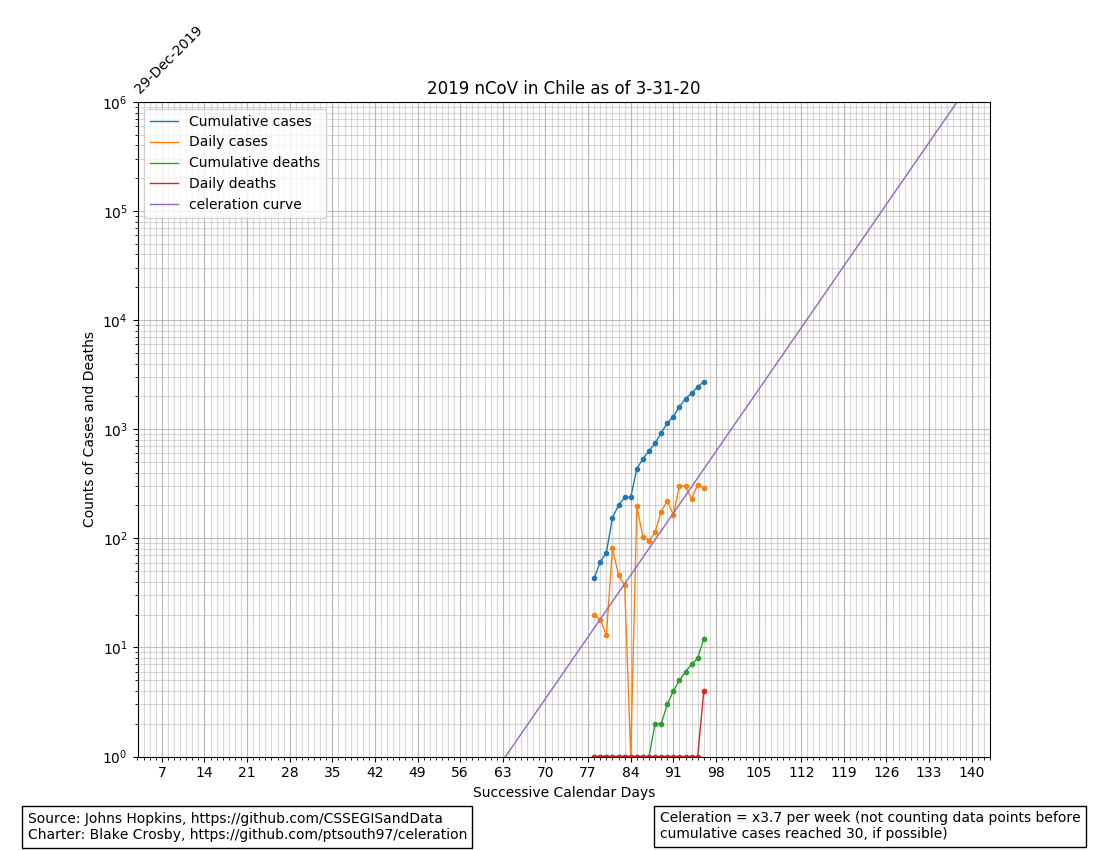 29-Dec-2019
2019 nCoV in Chile as of 3-31-20
Counts of Cases and Deaths
10^6
10^5
10^4
10^3
10^2
10^1
10^0
Cumulative cases
Daily cases
Cumulative deaths
Daily deaths
celeration curve
7 14 21 28 35 42 49 56 63 70 77 84 91 98 105 112 119 126 133 140
Successive Calendar Days
Source: Johns Hopkins, https://github.com/CSSEGISandData
Charter: Blake Crosby, https://github.com/ptsouth97/celeration
Celeration = x3.7 per week (not counting data points before
cumulative cases reached 30, if possible)